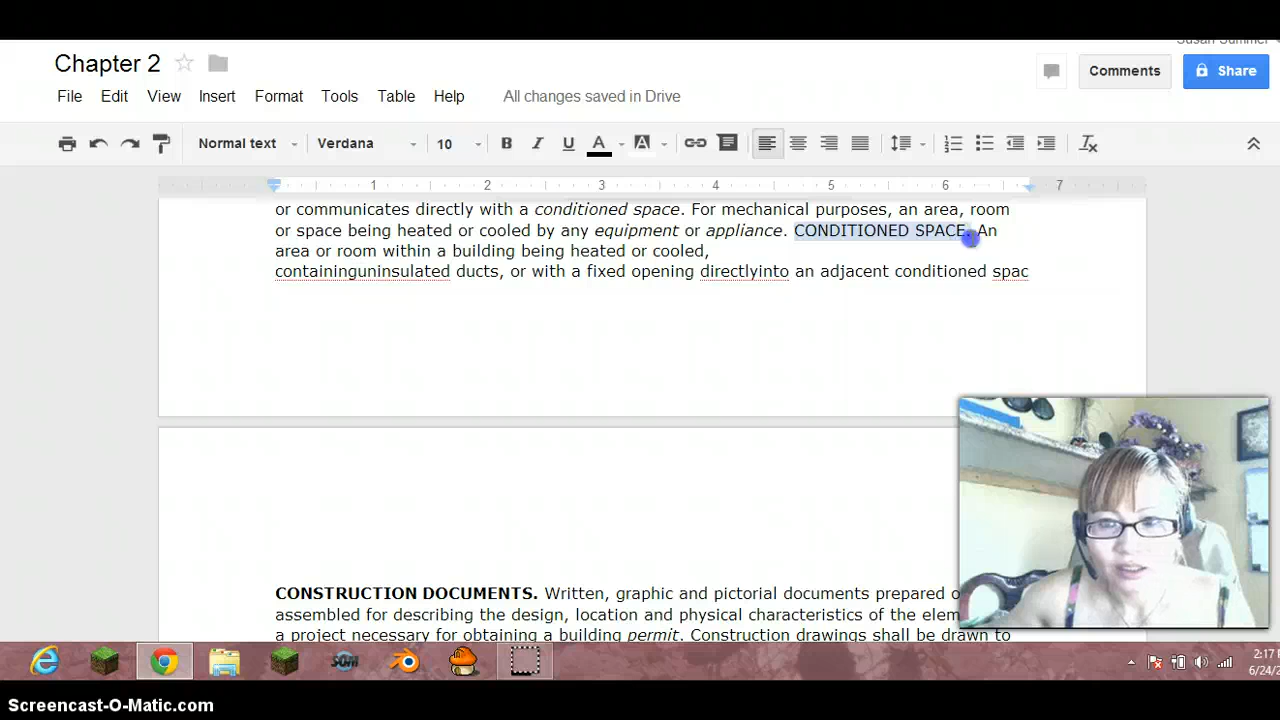 Susan Summer
Chapter 2
Comments
Share
File Edit View Insert Format Tools Table Help All changes saved in Drive
Normal text Verdana 10 B I U A A
1 2 3 4 5 6 7
or communicates directly with a conditioned space. For mechanical purposes, an area, room
or space being heated or cooled by any equipment or appliance. CONDITIONED SPACE. An
area or room within a building being heated or cooled,
containinguninsulated ducts, or with a fixed opening directlyinto an adjacent conditioned spac
CONSTRUCTION DOCUMENTS. Written, graphic and pictorial documents prepared
assembled for describing the design, location and physical characteristics of the
a project necessary for obtaining a building permit. Construction drawings shall be drawn to
SOM
2:17
6/24/2
Screencast-O-Matic.com